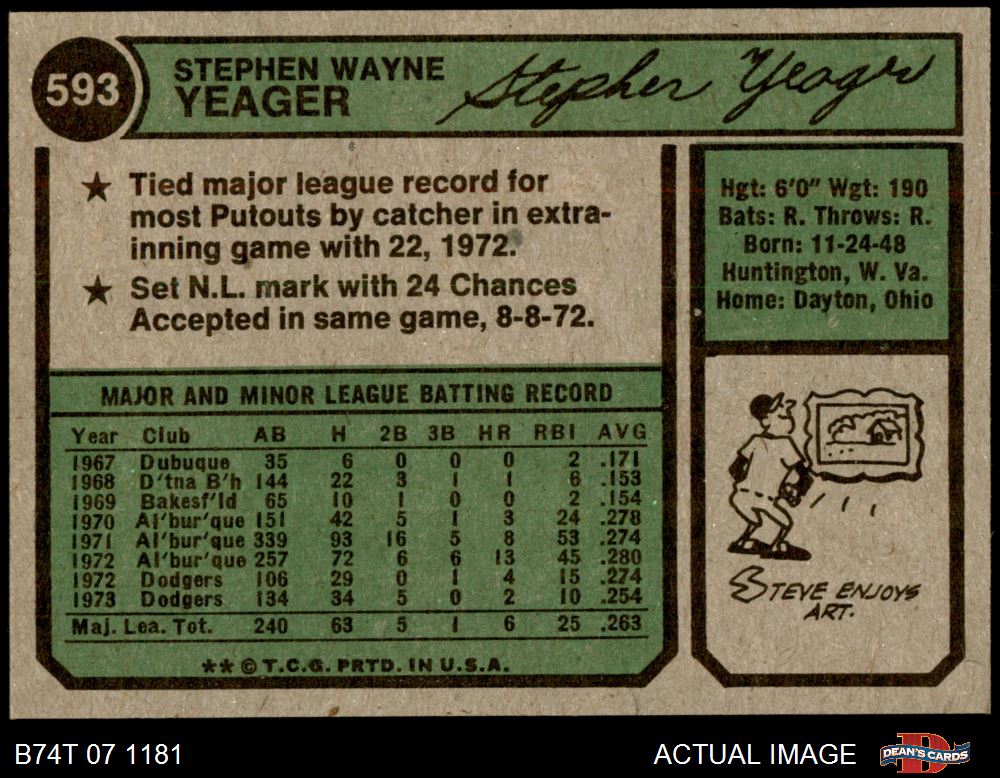 593
STEPHEN WAYNE
YEAGER
Stephen Yeager
★ Tied major league record for
most Putouts by catcher in extra-
inning game with 22, 1972.
★ Set N.L. mark with 24 Chances
Accepted in same game, 8-8-72.
Hgt: 6'0" Wgt: 190
Bats: R. Throws: R.
Born: 11-24-48
Huntington, W. Va.
Home: Dayton, Ohio
MAJOR AND MINOR LEAGUE BATTING RECORD
Year Club AB H 2B 3B HR RBI AVG
1967 Dubuque 35 6 0 0 0 2 .171
1968 D'tna B'h 144 22 3 1 1 6 .153
1969 Bakesf'ld 65 10 1 0 0 2 .154
1970 Al'bur'que 151 42 5 1 3 24 .278
1971 Al'bur'que 339 93 16 5 8 53 .274
1972 Al'bur'que 257 72 6 6 13 45 .280
1972 Dodgers 106 29 0 1 4 15 .274
1973 Dodgers 134 34 5 0 2 10 .254
Maj. Lea. Tot. 240 63 5 1 6 25 .263
** © T.C.G. PRTD. IN U.S.A.
STEVE ENJOYS
ART.
B74T 07 1181
ACTUAL IMAGE
DEAN'S CARDS